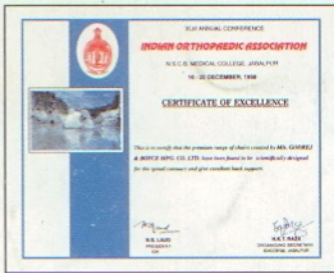 XLIII ANNUAL CONFERENCE
INDIAN ORTHOPAEDIC ASSOCIATION
N.S.C.B. MEDICAL COLLEGE, JABALPUR
16 - 20 DECEMBER, 1998
CERTIFICATE OF EXCELLENCE
This is to certify that the premium range of chairs created by M/s. GODREJ
& BOYCE MFG. CO. LTD. have been found to be scientifically designed
for the spinal contours and give excellent back support.
N.S. LAUD
PRESIDENT
H.K.T. RAZA
ORGANISING SECRETARY